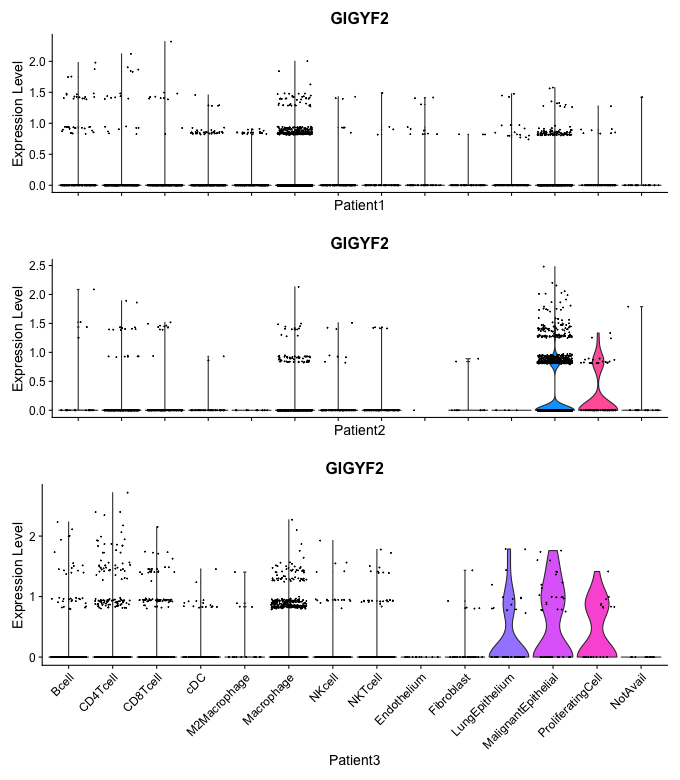 GIGYF2
Expression Level
2.0
1.5
1.0
0.5
0.0
Patient1
GIGYF2
Expression Level
2.5
2.0
1.5
1.0
0.5
0.0
Patient2
GIGYF2
Expression Level
2
1
0
Bcell
CD4Tcell
CD8Tcell
cDC
M2Macrophage
Macrophage
NKcell
NKTcell
Endothelium
Fibroblast
LungEpithelium
MalignantEpithelial
ProliferatingCell
NotAvail
Patient3